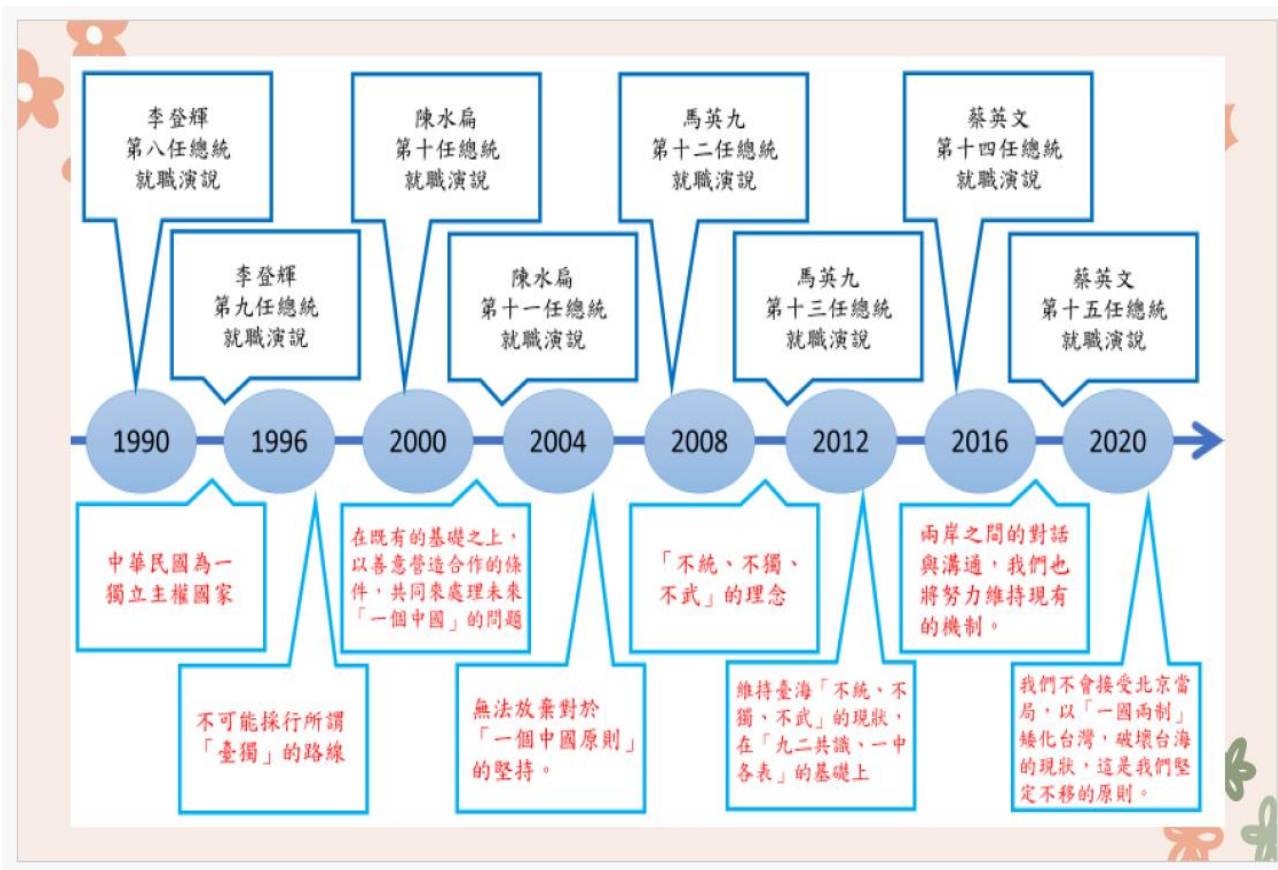 李登輝
第八任總統
就職演說
陳水扁
第十任總統
就職演說
馬英九
第十二任總統
就職演說
蔡英文
第十四任總統
就職演說
李登輝
第九任總統
就職演說
陳水扁
第十一任總統
就職演說
馬英九
第十三任總統
就職演說
蔡英文
第十五任總統
就職演說
1990
1996
2000
2004
2008
2012
2016
2020
中華民國為一
獨立主權國家
在既有的基礎之上，
以善意營造合作的條
件，共同來處理未來
「一個中國」的問題
「不統、不獨、
不武」的理念
兩岸之間的對話
與溝通，我們也
將努力維持現有
的機制。
不可能採行所謂
「臺獨」的路線
無法放棄對於
「一個中國原則」
的堅持。
維持臺海「不統、不
獨、不武」的現狀，
在「九二共識、一中
各表」的基礎上
我們不會接受北京當
局，以「一國兩制」
矮化台灣，破壞台海
的現狀，這是我們堅
定不移的原則。